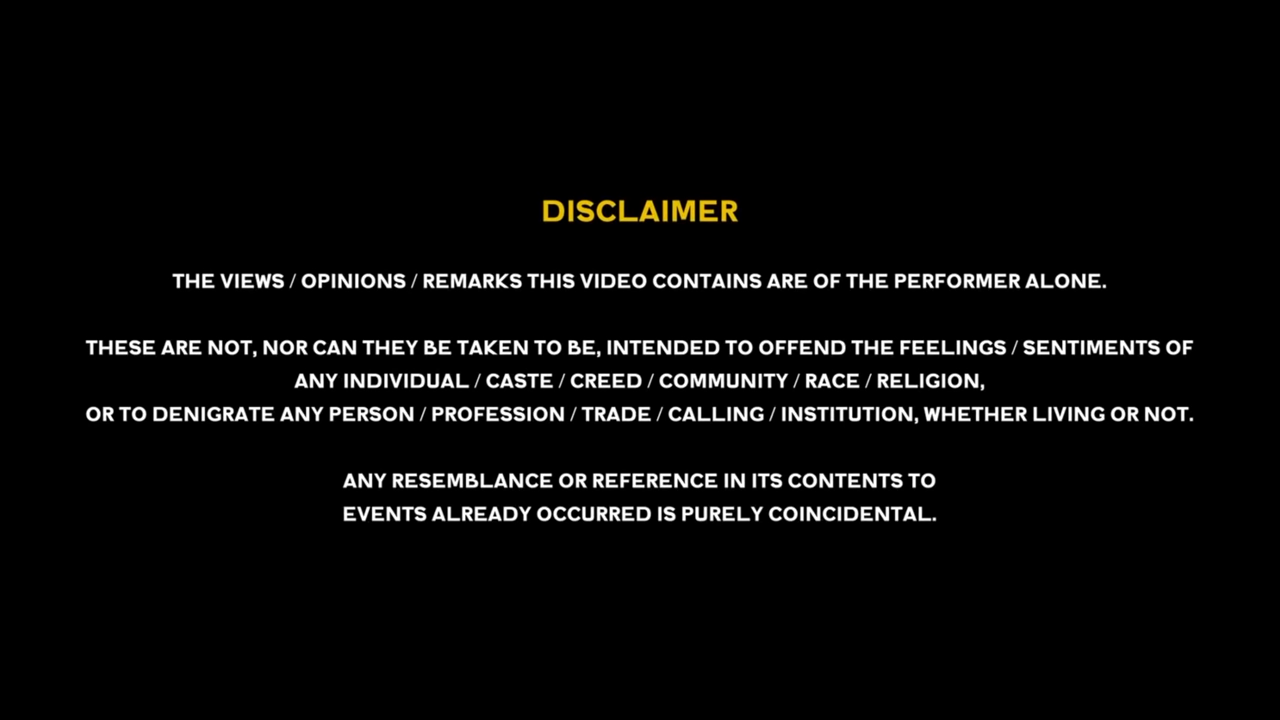 DISCLAIMER
THE VIEWS / OPINIONS / REMARKS THIS VIDEO CONTAINS ARE OF THE PERFORMER ALONE.
THESE ARE NOT, NOR CAN THEY BE TAKEN TO BE, INTENDED TO OFFEND THE FEELINGS / SENTIMENTS OF
ANY INDIVIDUAL / CASTE / CREED / COMMUNITY / RACE / RELIGION,
OR TO DENIGRATE ANY PERSON / PROFESSION / TRADE / CALLING / INSTITUTION, WHETHER LIVING OR NOT.
ANY RESEMBLANCE OR REFERENCE IN ITS CONTENTS TO
EVENTS ALREADY OCCURRED IS PURELY COINCIDENTAL.